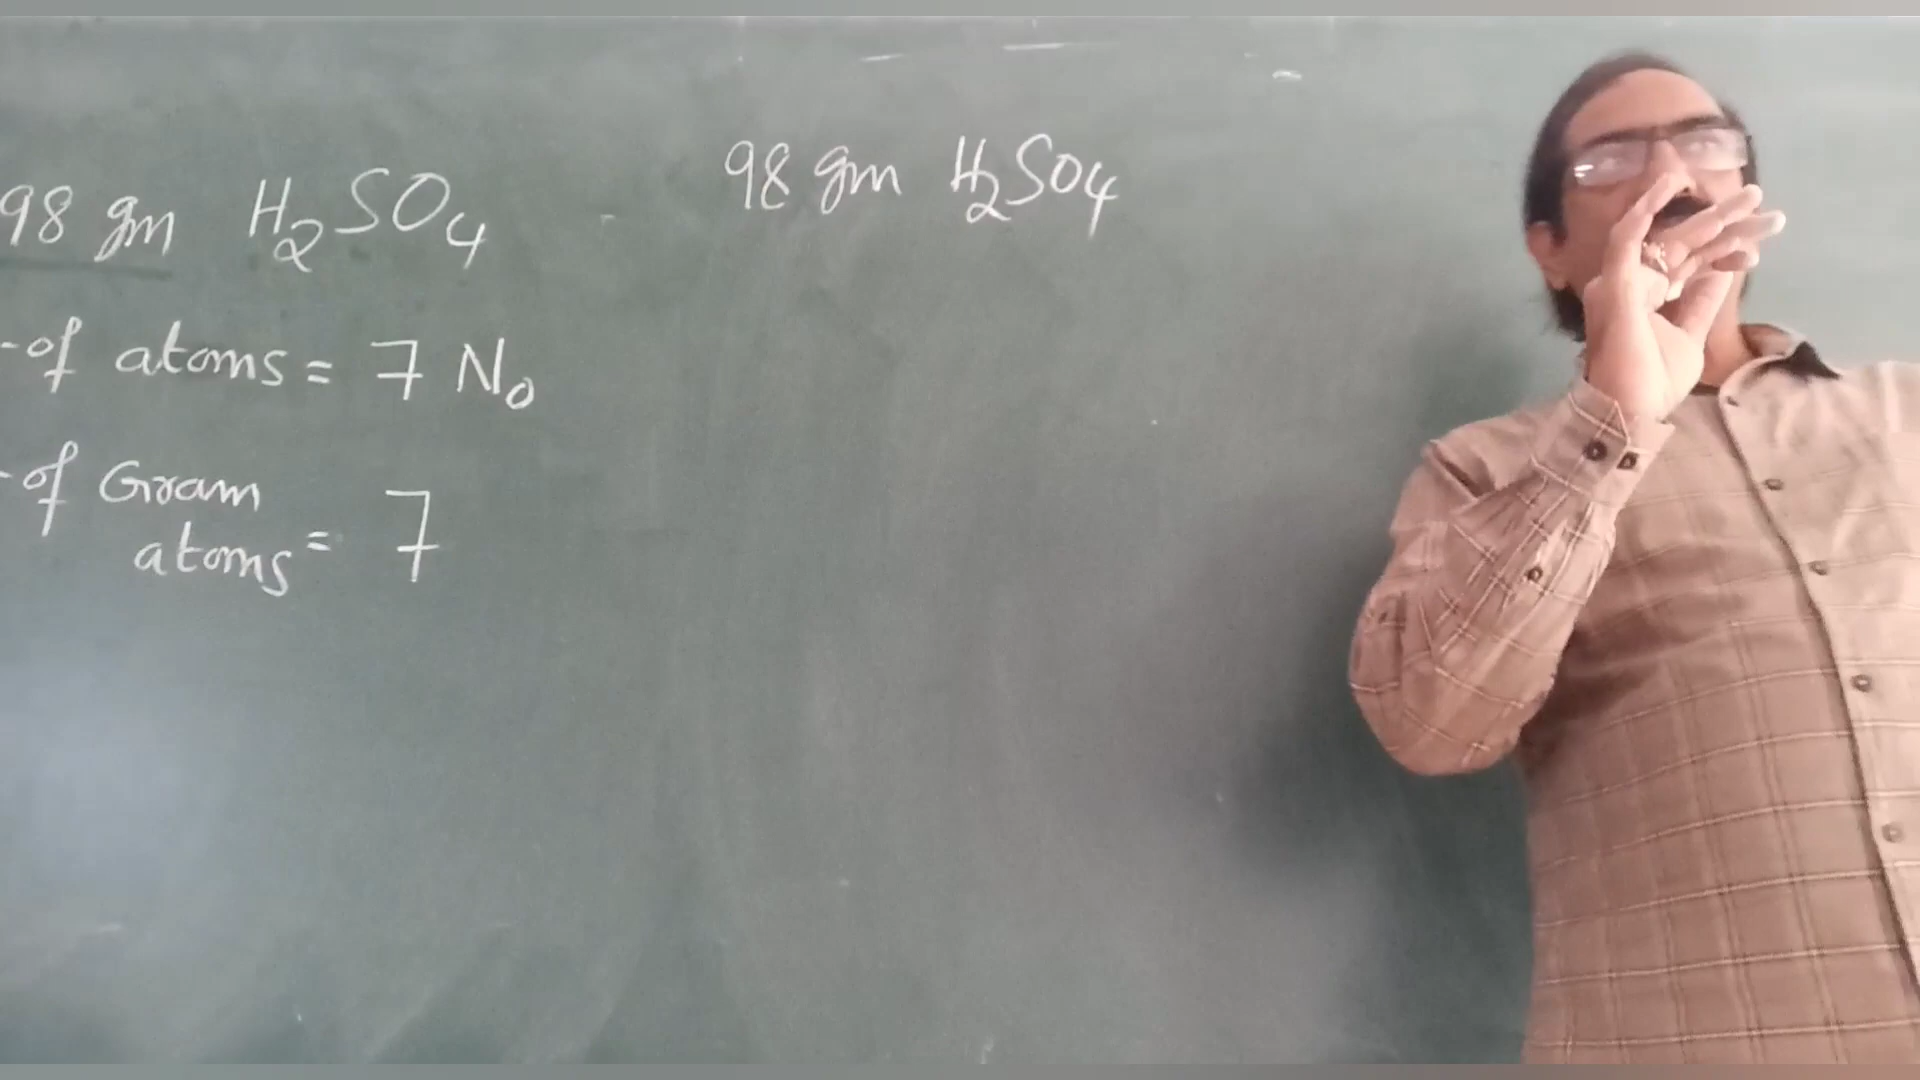 98 gm H₂SO₄
-of atoms = 7 N₀
-of Gram
atoms = 7
98 gm H₂SO₄